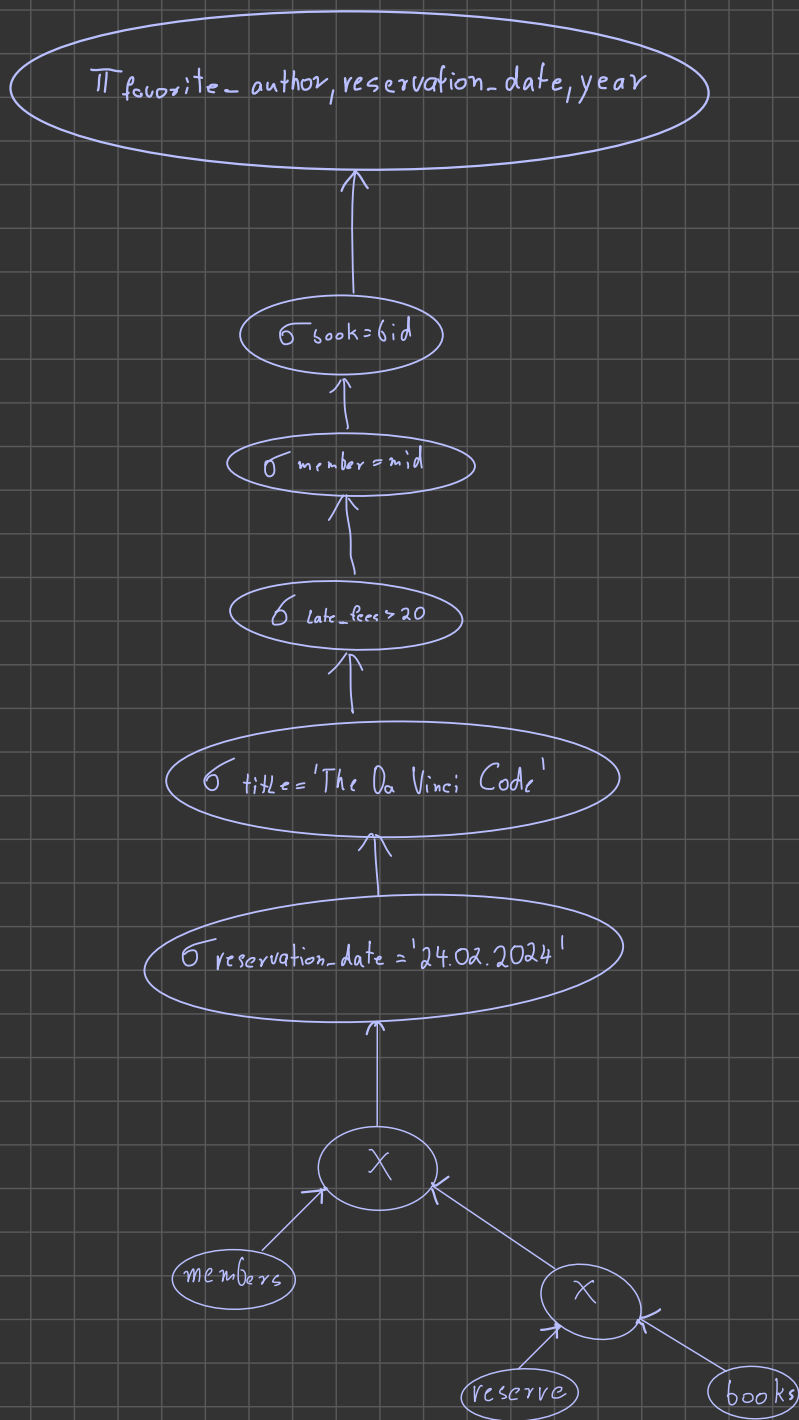 π favorite_author, reservation_date, year
σ book=bid
σ member=mid
σ late_fees>20
σ title='The Da Vinci Code'
σ reservation_date='24.02.2024'
X
members
X
reserve
books